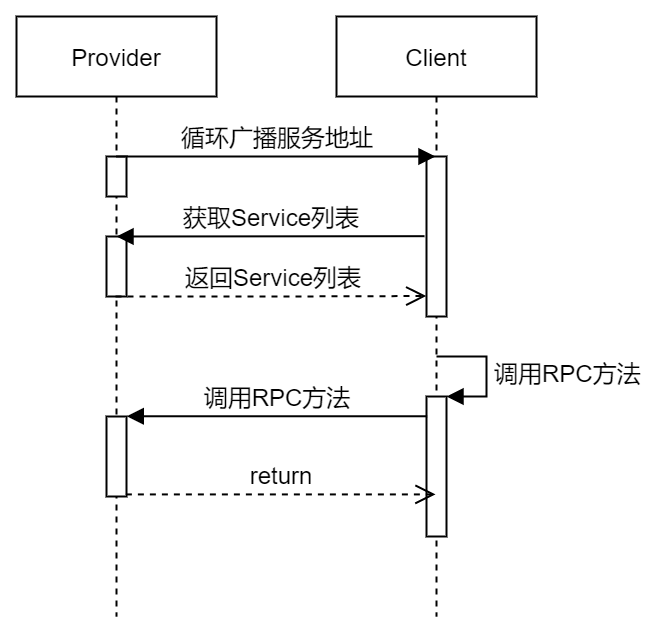 Provider
Client
循环广播服务地址
获取Service列表
返回Service列表
调用RPC方法
调用RPC方法
return